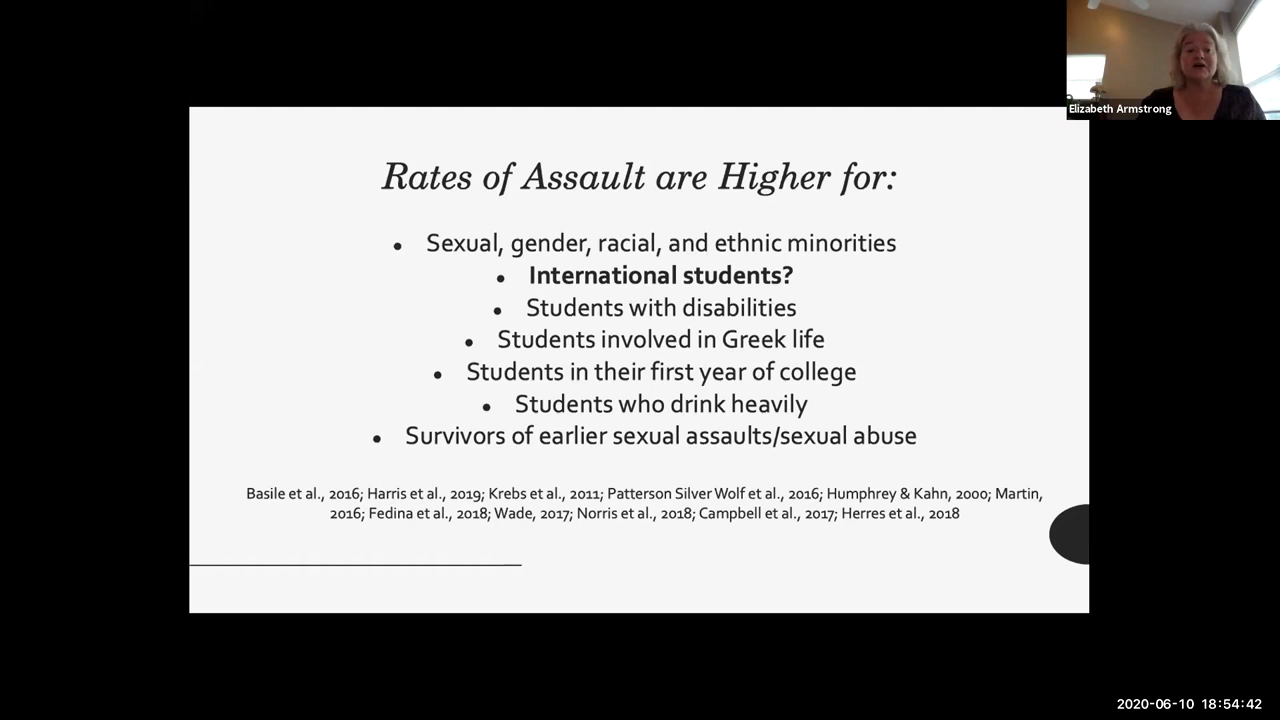 Elizabeth Armstrong
Rates of Assault are Higher for:
• Sexual, gender, racial, and ethnic minorities
• International students?
• Students with disabilities
• Students involved in Greek life
• Students in their first year of college
• Students who drink heavily
• Survivors of earlier sexual assaults/sexual abuse
Basile et al., 2016; Harris et al., 2019; Krebs et al., 2011; Patterson Silver Wolf et al., 2016; Humphrey & Kahn, 2000; Martin,
2016; Fedina et al., 2018; Wade, 2017; Norris et al., 2018; Campbell et al., 2017; Herres et al., 2018
2020-06-10 18:54:42